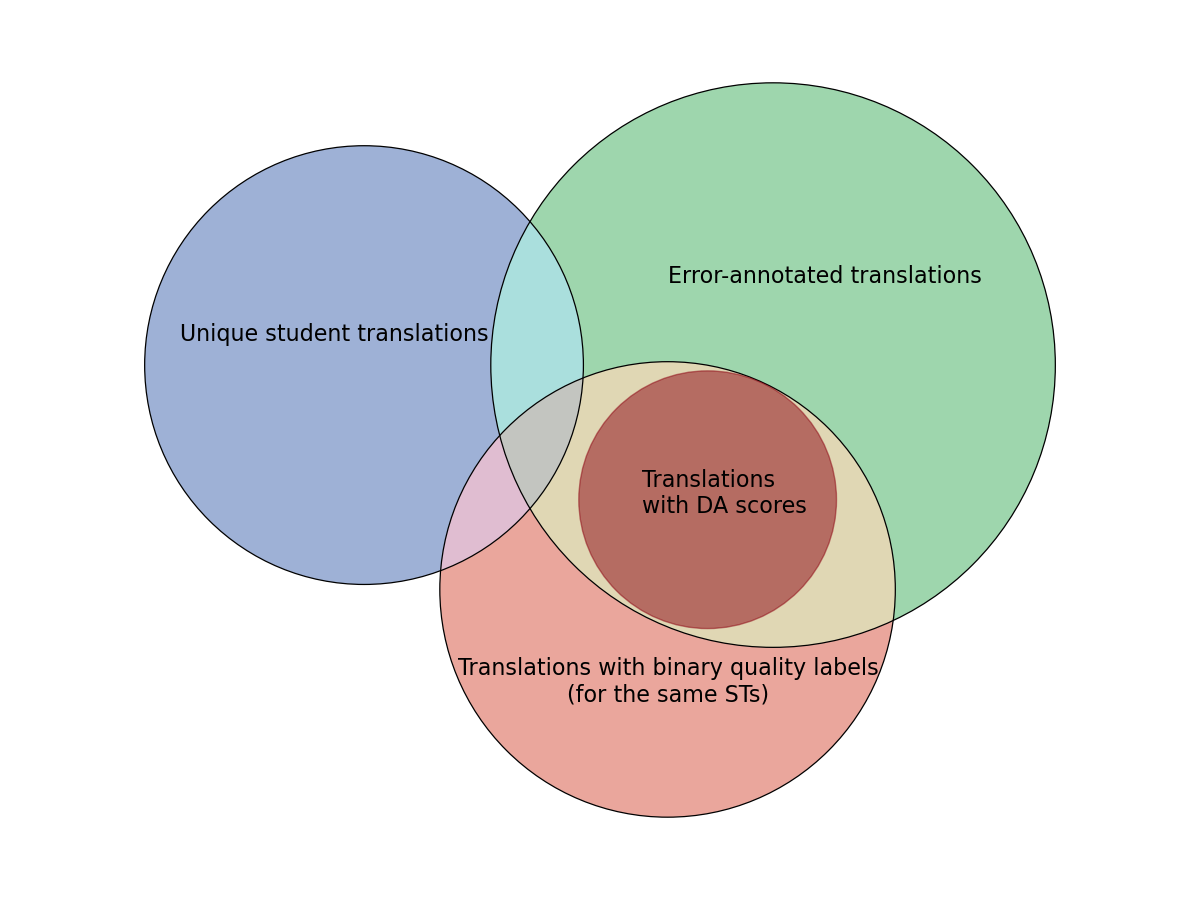 Error-annotated translations
Unique student translations
Translations
with DA scores
Translations with binary quality labels
(for the same STs)